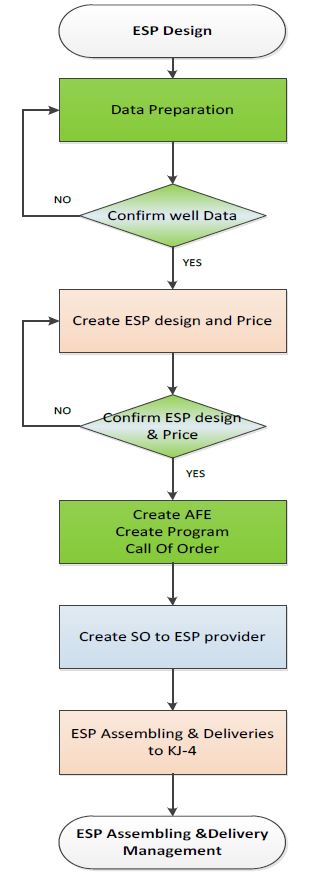 ESP Design
Data Preparation
NO
Confirm well Data
YES
Create ESP design and Price
NO
Confirm ESP design
& Price
YES
Create AFE
Create Program
Call Of Order
Create SO to ESP provider
ESP Assembling & Deliveries
to KJ-4
ESP Assembling &Delivery
Management